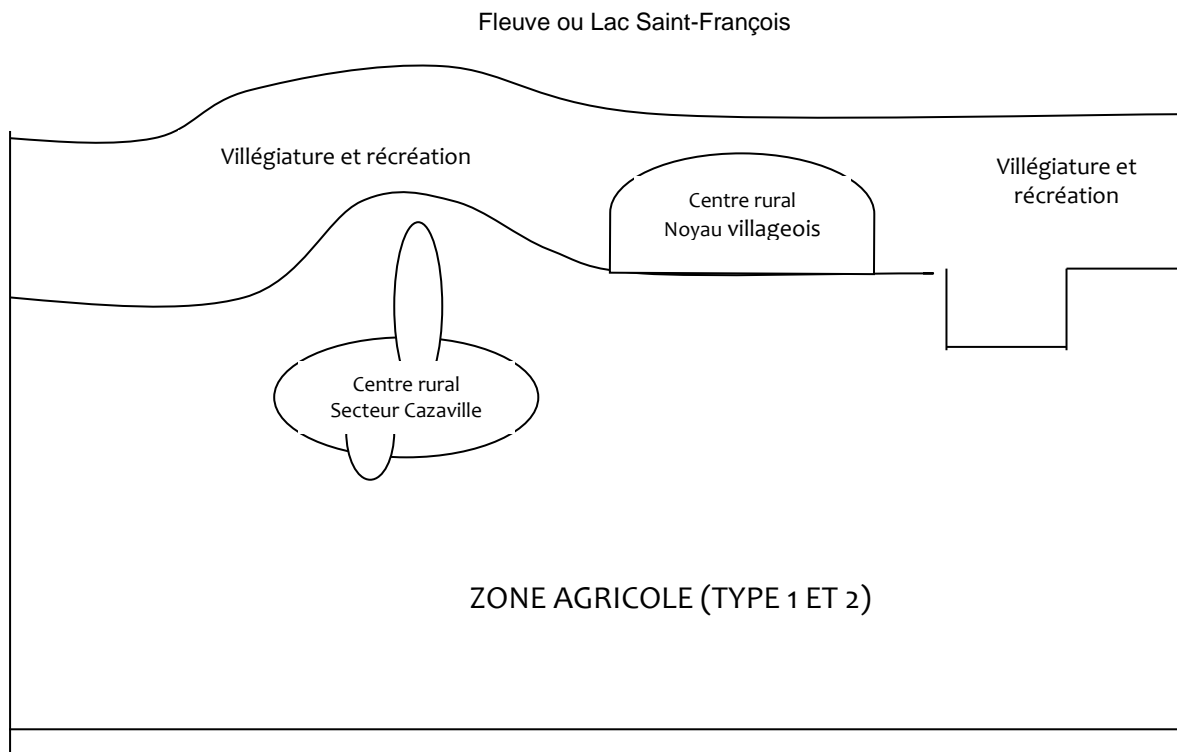 Fleuve ou Lac Saint-François
Villégiature et récréation
Centre rural
Noyau villageois
Villégiature et
récréation
Centre rural
Secteur Cazaville
ZONE AGRICOLE (TYPE 1 ET 2)